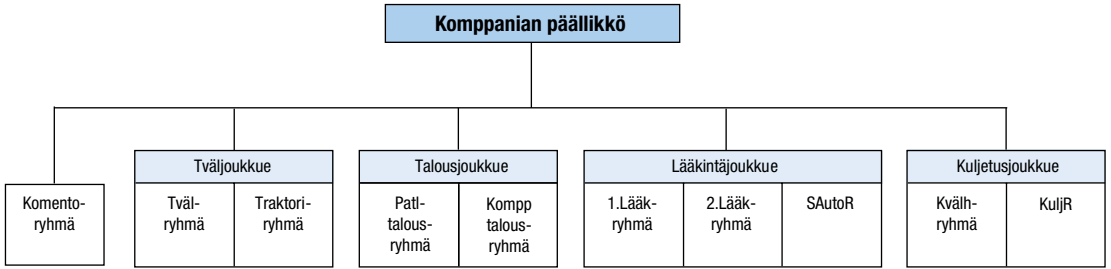 Komppanian päällikkö
Tväljoukkue
Talousjoukkue
Lääkintäjoukkue
Kuljetusjoukkue
Komento-
ryhmä
Tväl-
ryhmä
Traktori-
ryhmä
Patl-
talous-
ryhmä
Kompp
talous-
ryhmä
1.Lääk-
ryhmä
2.Lääk-
ryhmä
SAutoR
Kvälh-
ryhmä
KuljR